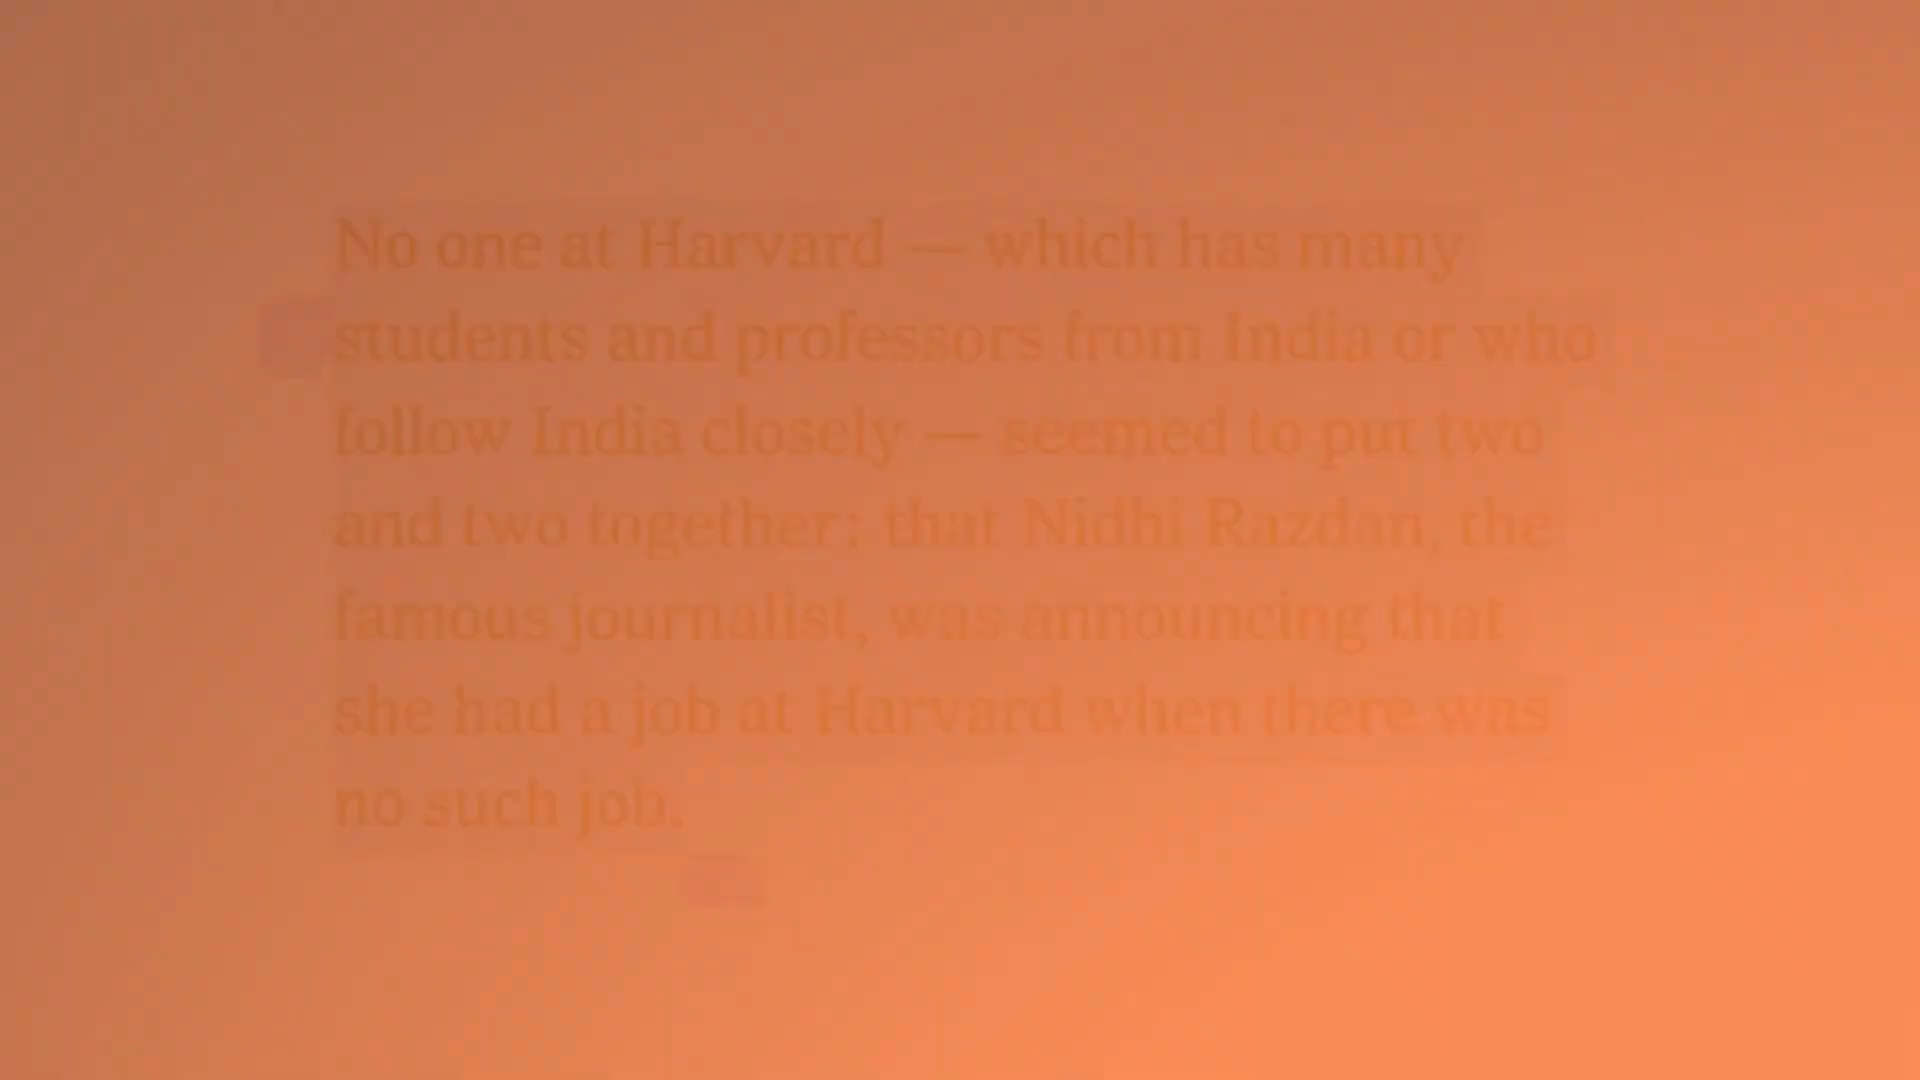 No one at Harvard — which has many
students and professors from India or who
follow India closely — seemed to put two
and two together: that Nidhi Razdan, the
famous journalist, was announcing that
she had a job at Harvard when there was
no such job.